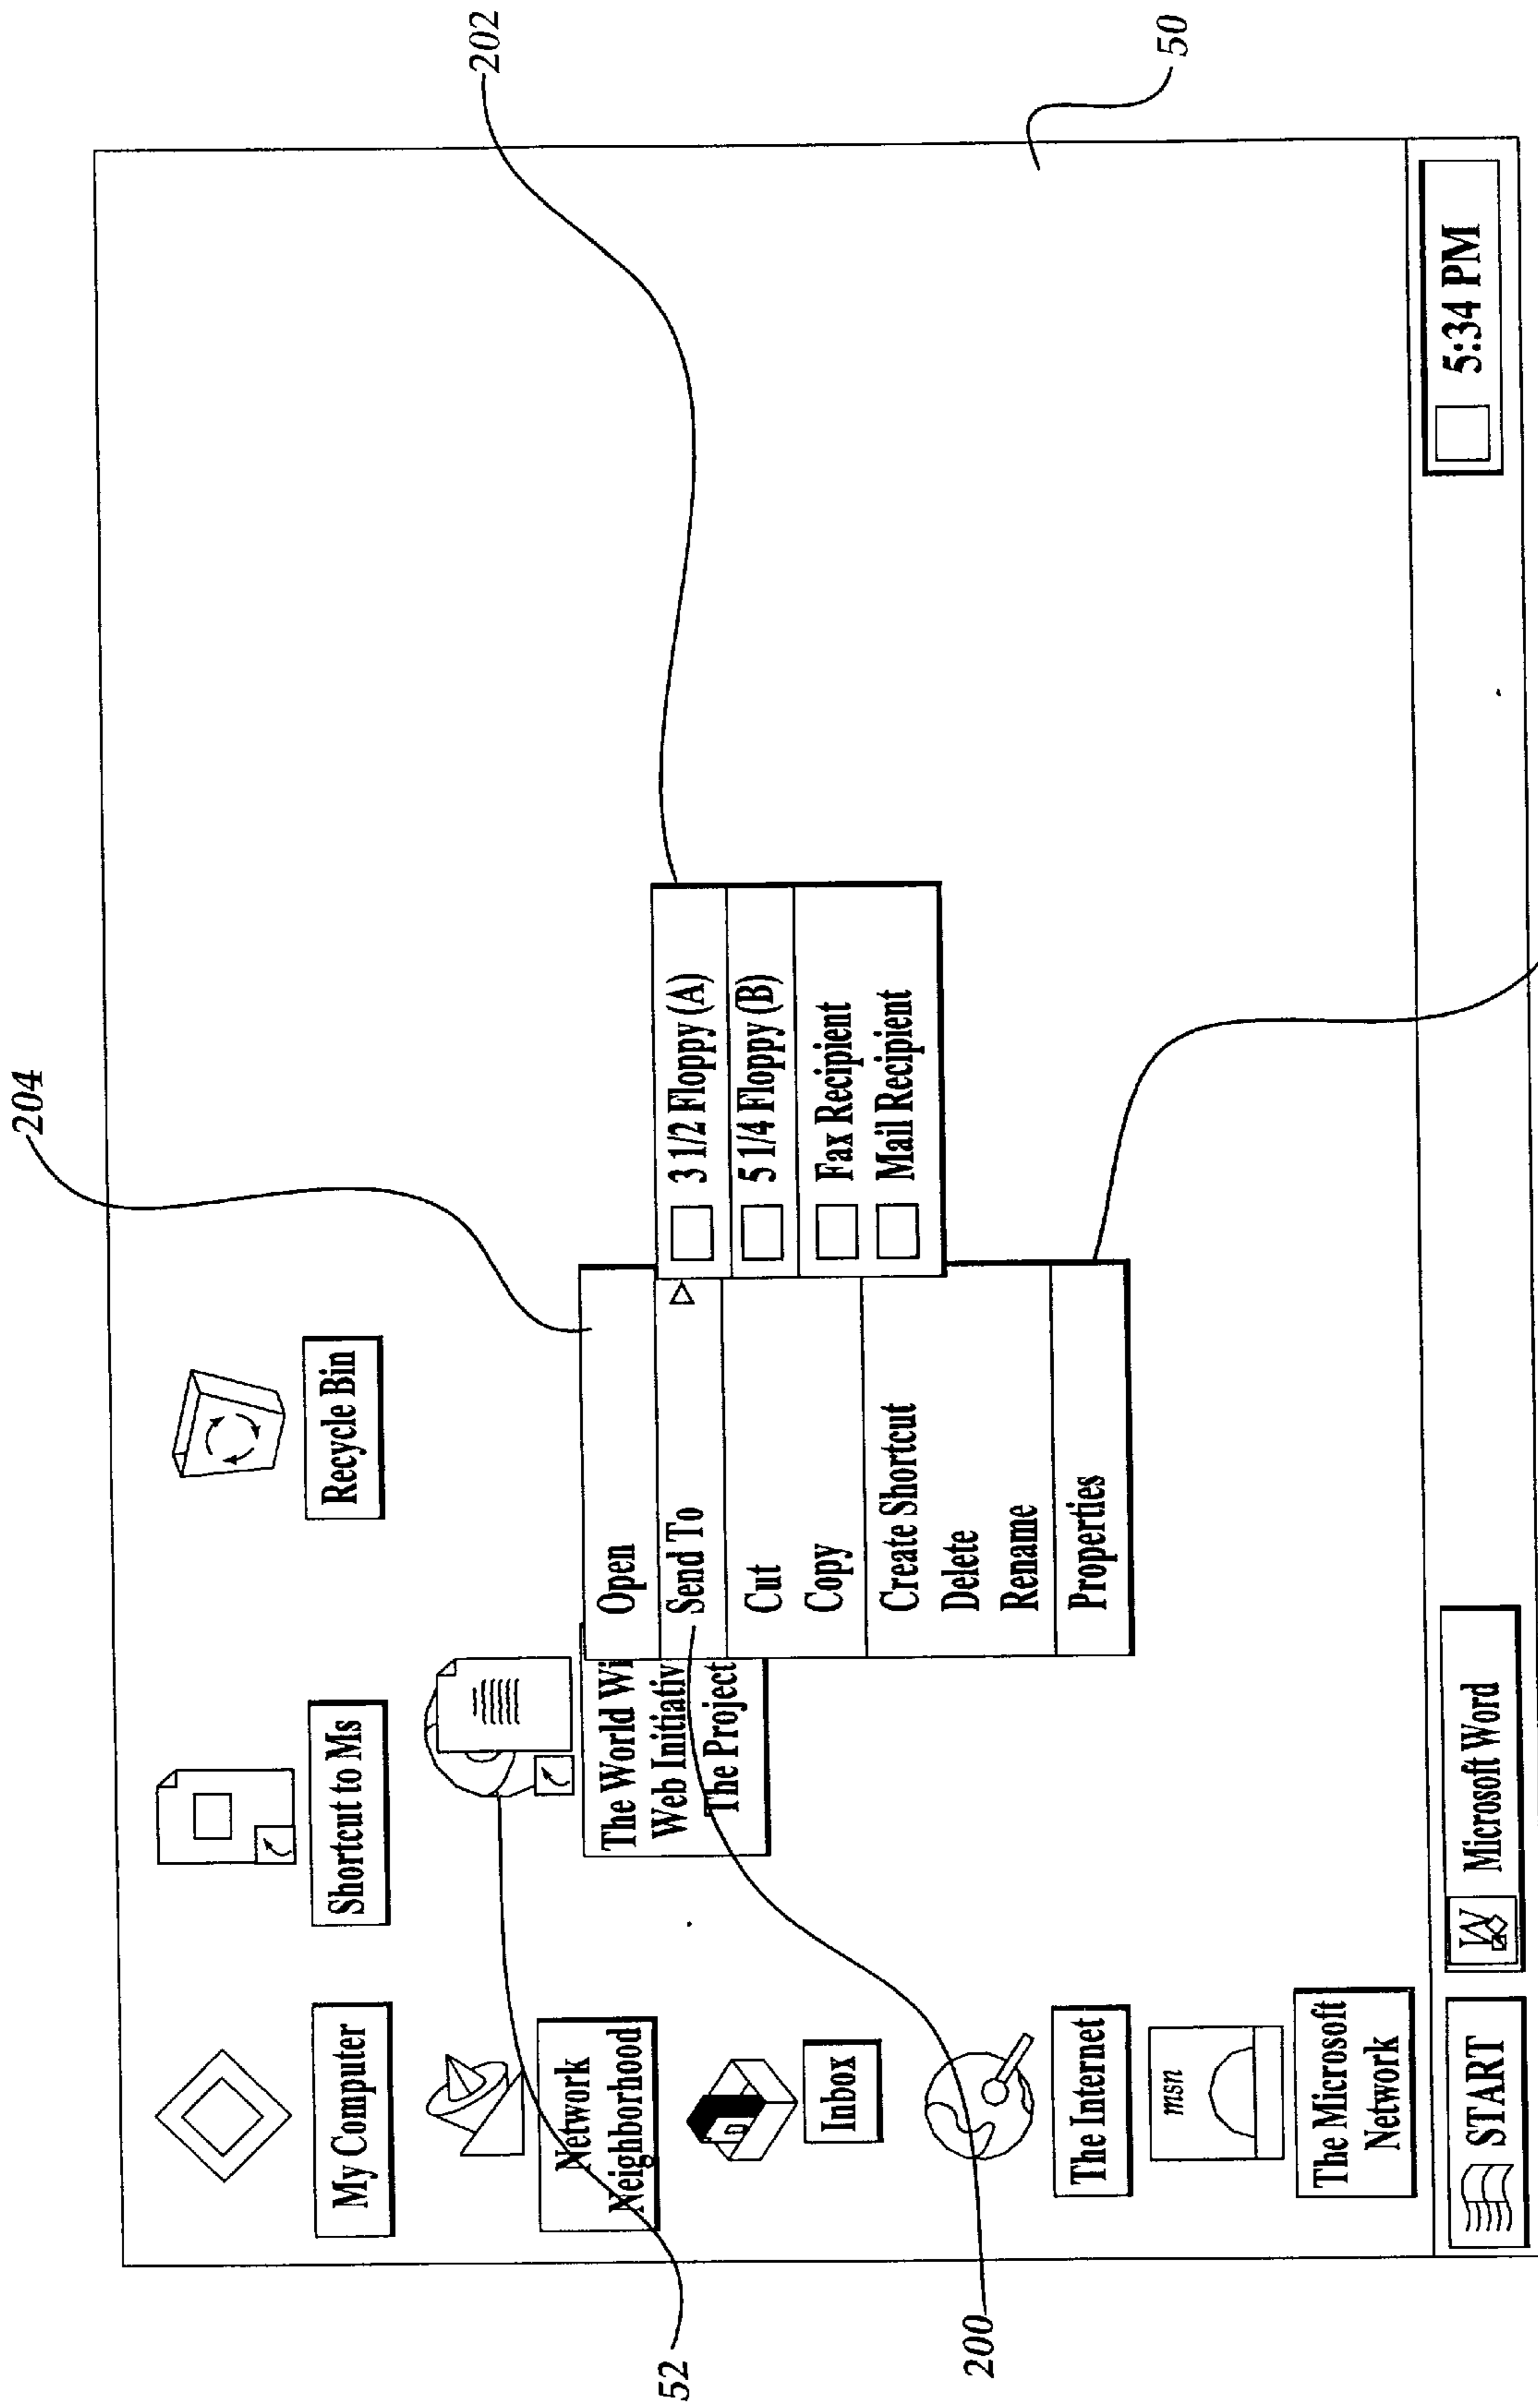 204
202
My Computer
Shortcut to Ms
Recycle Bin
52
Network
Neighborhood
The World Wi
Web Initiativ
The Project
Open
Send To
Cut
Copy
Create Shortcut
Delete
Rename
Properties
3 1/2 Floppy (A)
5 1/4 Floppy (B)
Fax Recipient
Mail Recipient
Inbox
200
The Internet
50
msn
The Microsoft
Network
START
W
Microsoft Word
5:34 PM